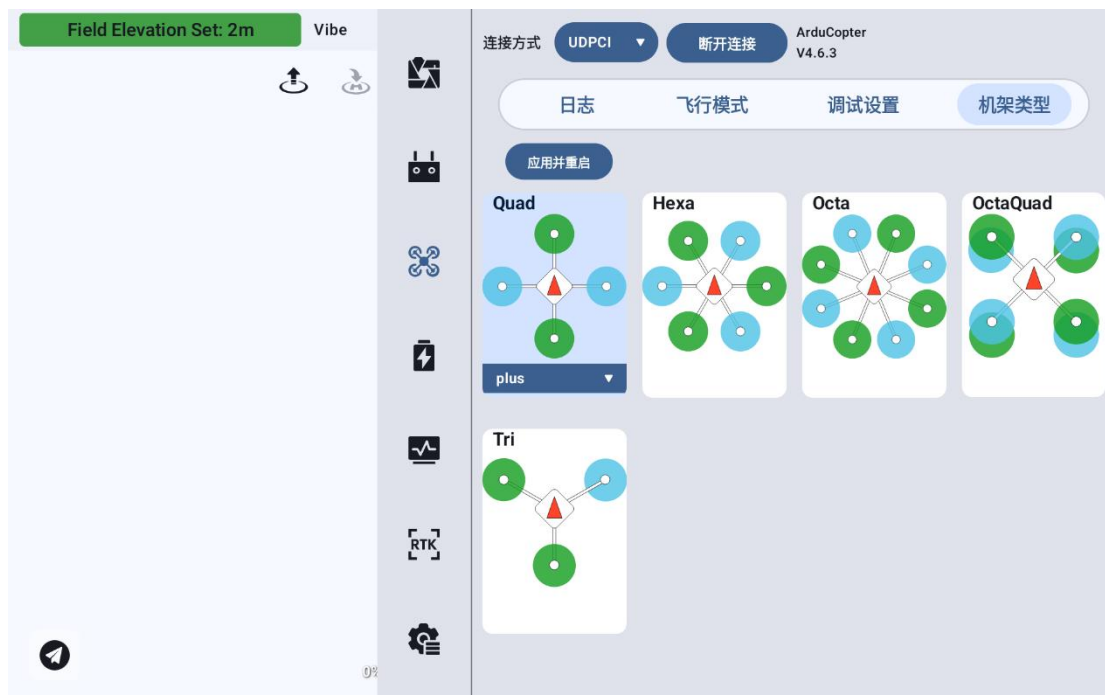 Field Elevation Set: 2m
Vibe
0%
RTK
连接方式
UDPCI
断开连接
ArduCopter
V4.6.3
日志
飞行模式
调试设置
机架类型
应用并重启
Quad
plus
Hexa
Octa
OctaQuad
Tri